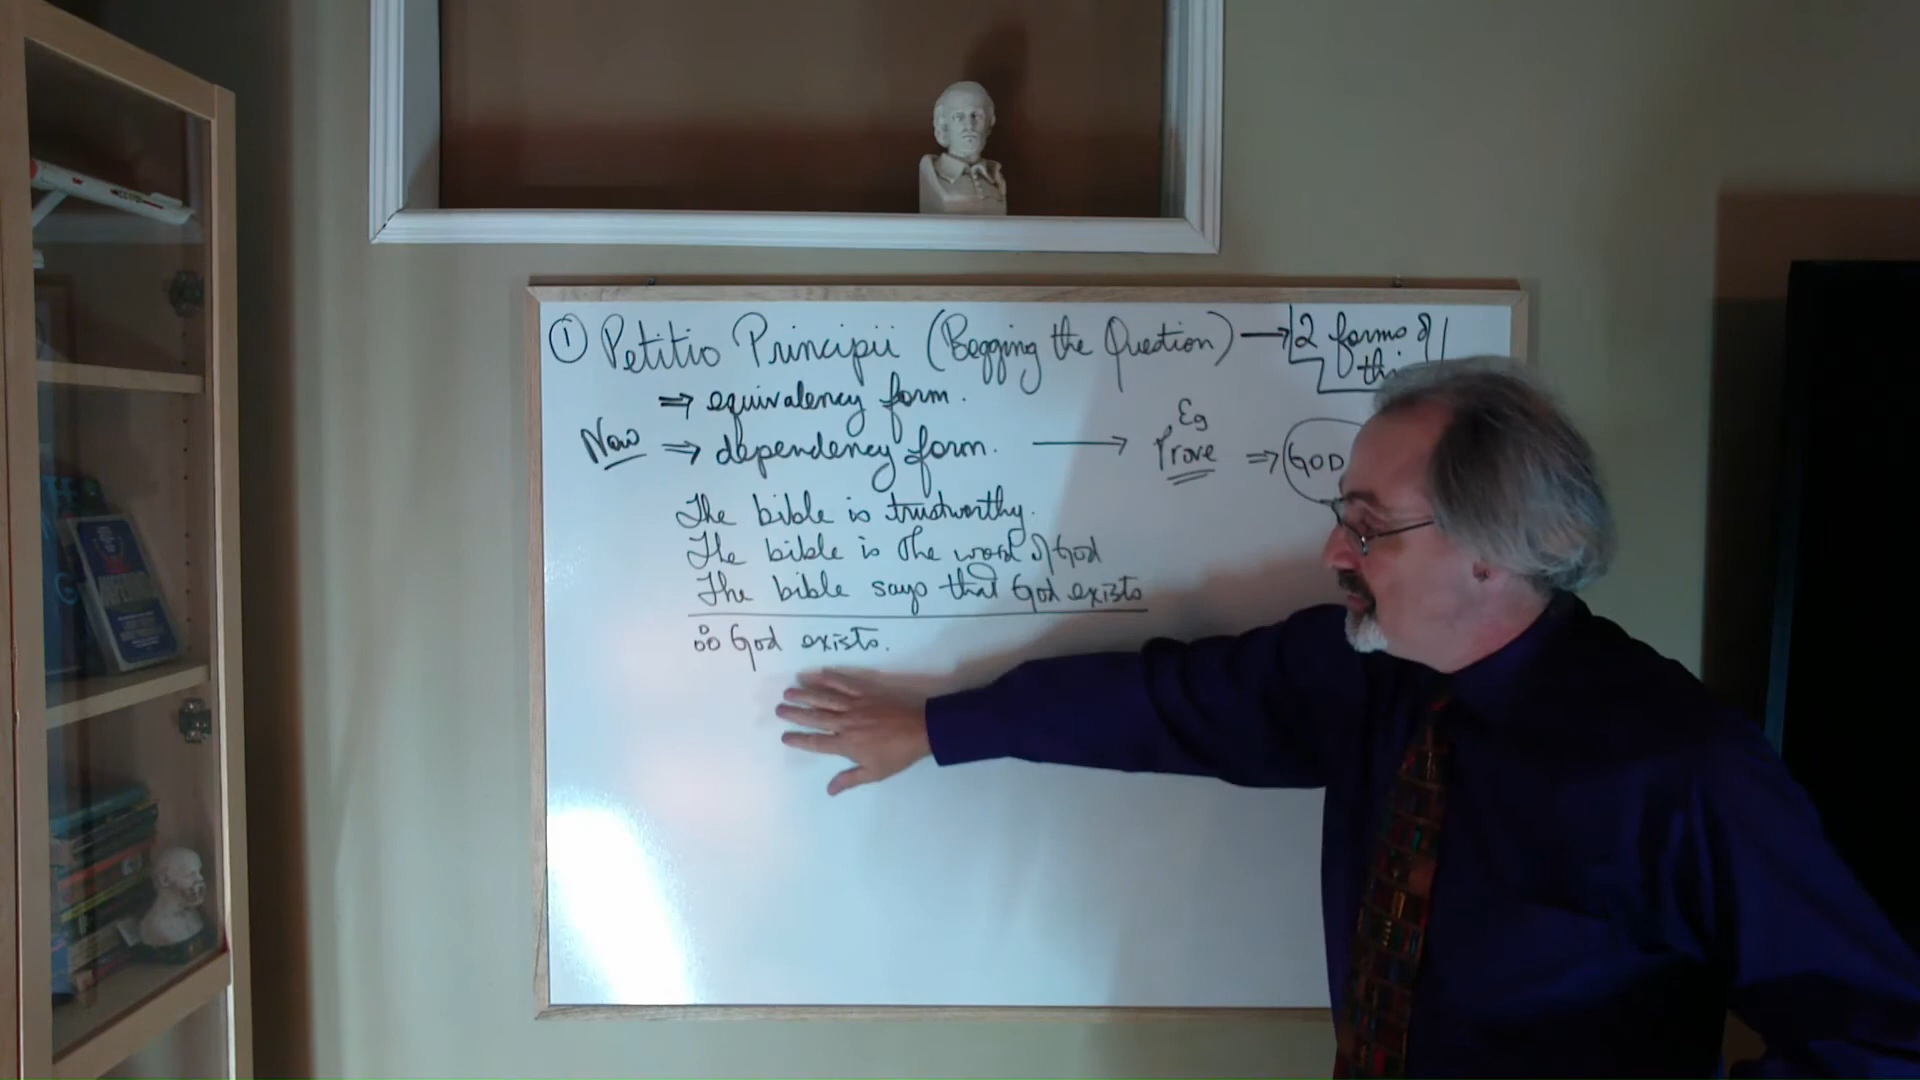 ① Petitio Principii (Begging the Question) → 2 forms of
this
⇒ equivalency form.
Now ⇒ dependency form. → Eg
Prove ⇒ GOD
The bible is trustworthy.
The bible is the word of God
The bible says that God exists
∴ God exists.